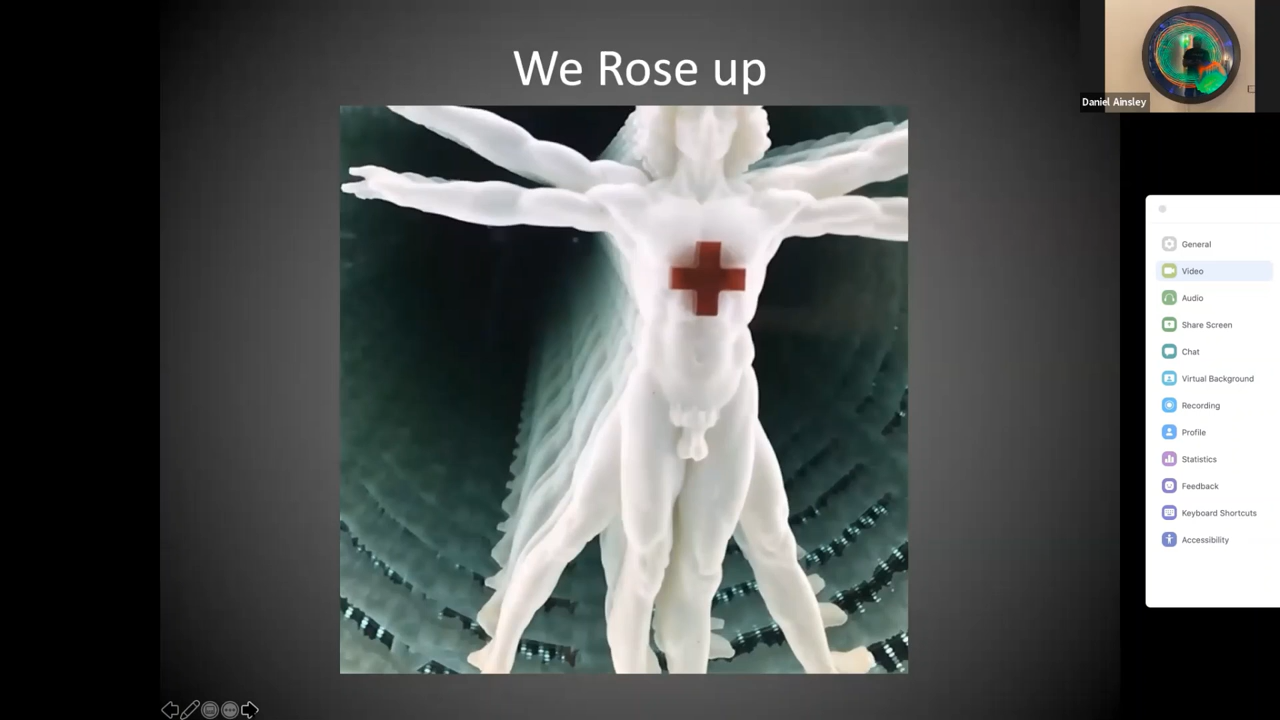 We Rose up
Daniel Ainsley
General
Video
Audio
Share Screen
Chat
Virtual Background
Recording
Profile
Statistics
Feedback
Keyboard Shortcuts
Accessibility